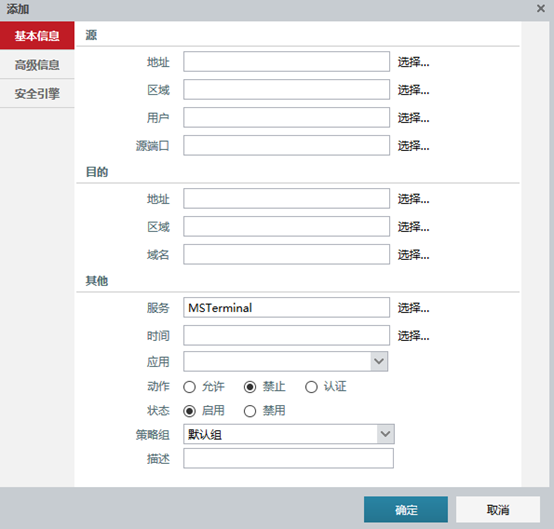 添加
基本信息
高级信息
安全引擎
源
地址 选择...
区域 选择...
用户 选择...
源端口 选择...
目的
地址 选择...
区域 选择...
域名 选择...
其他
服务 MSTerminal 选择...
时间 选择...
应用
动作 允许 禁止 认证
状态 启用 禁用
策略组 默认组
描述
确定 取消